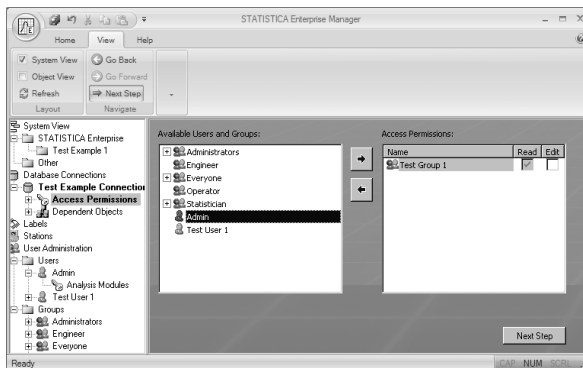 STATISTICA Enterprise Manager
Home View Help
System View Go Back
Object View Go Forward
Refresh Next Step
Layout Navigate
System View
STATISTICA Enterprise
Test Example 1
Other
Database Connections
Test Example Connection
Access Permissions
Dependent Objects
Labels
Stations
User Administration
Users
Admin
Analysis Modules
Test User 1
Groups
Administrators
Engineer
Everyone
Available Users and Groups:
Administrators
Engineer
Everyone
Operator
Statistician
Admin
Test User 1
Access Permissions:
Name Read Edit
Test Group 1
Next Step
Ready
CAP NUM SCRL